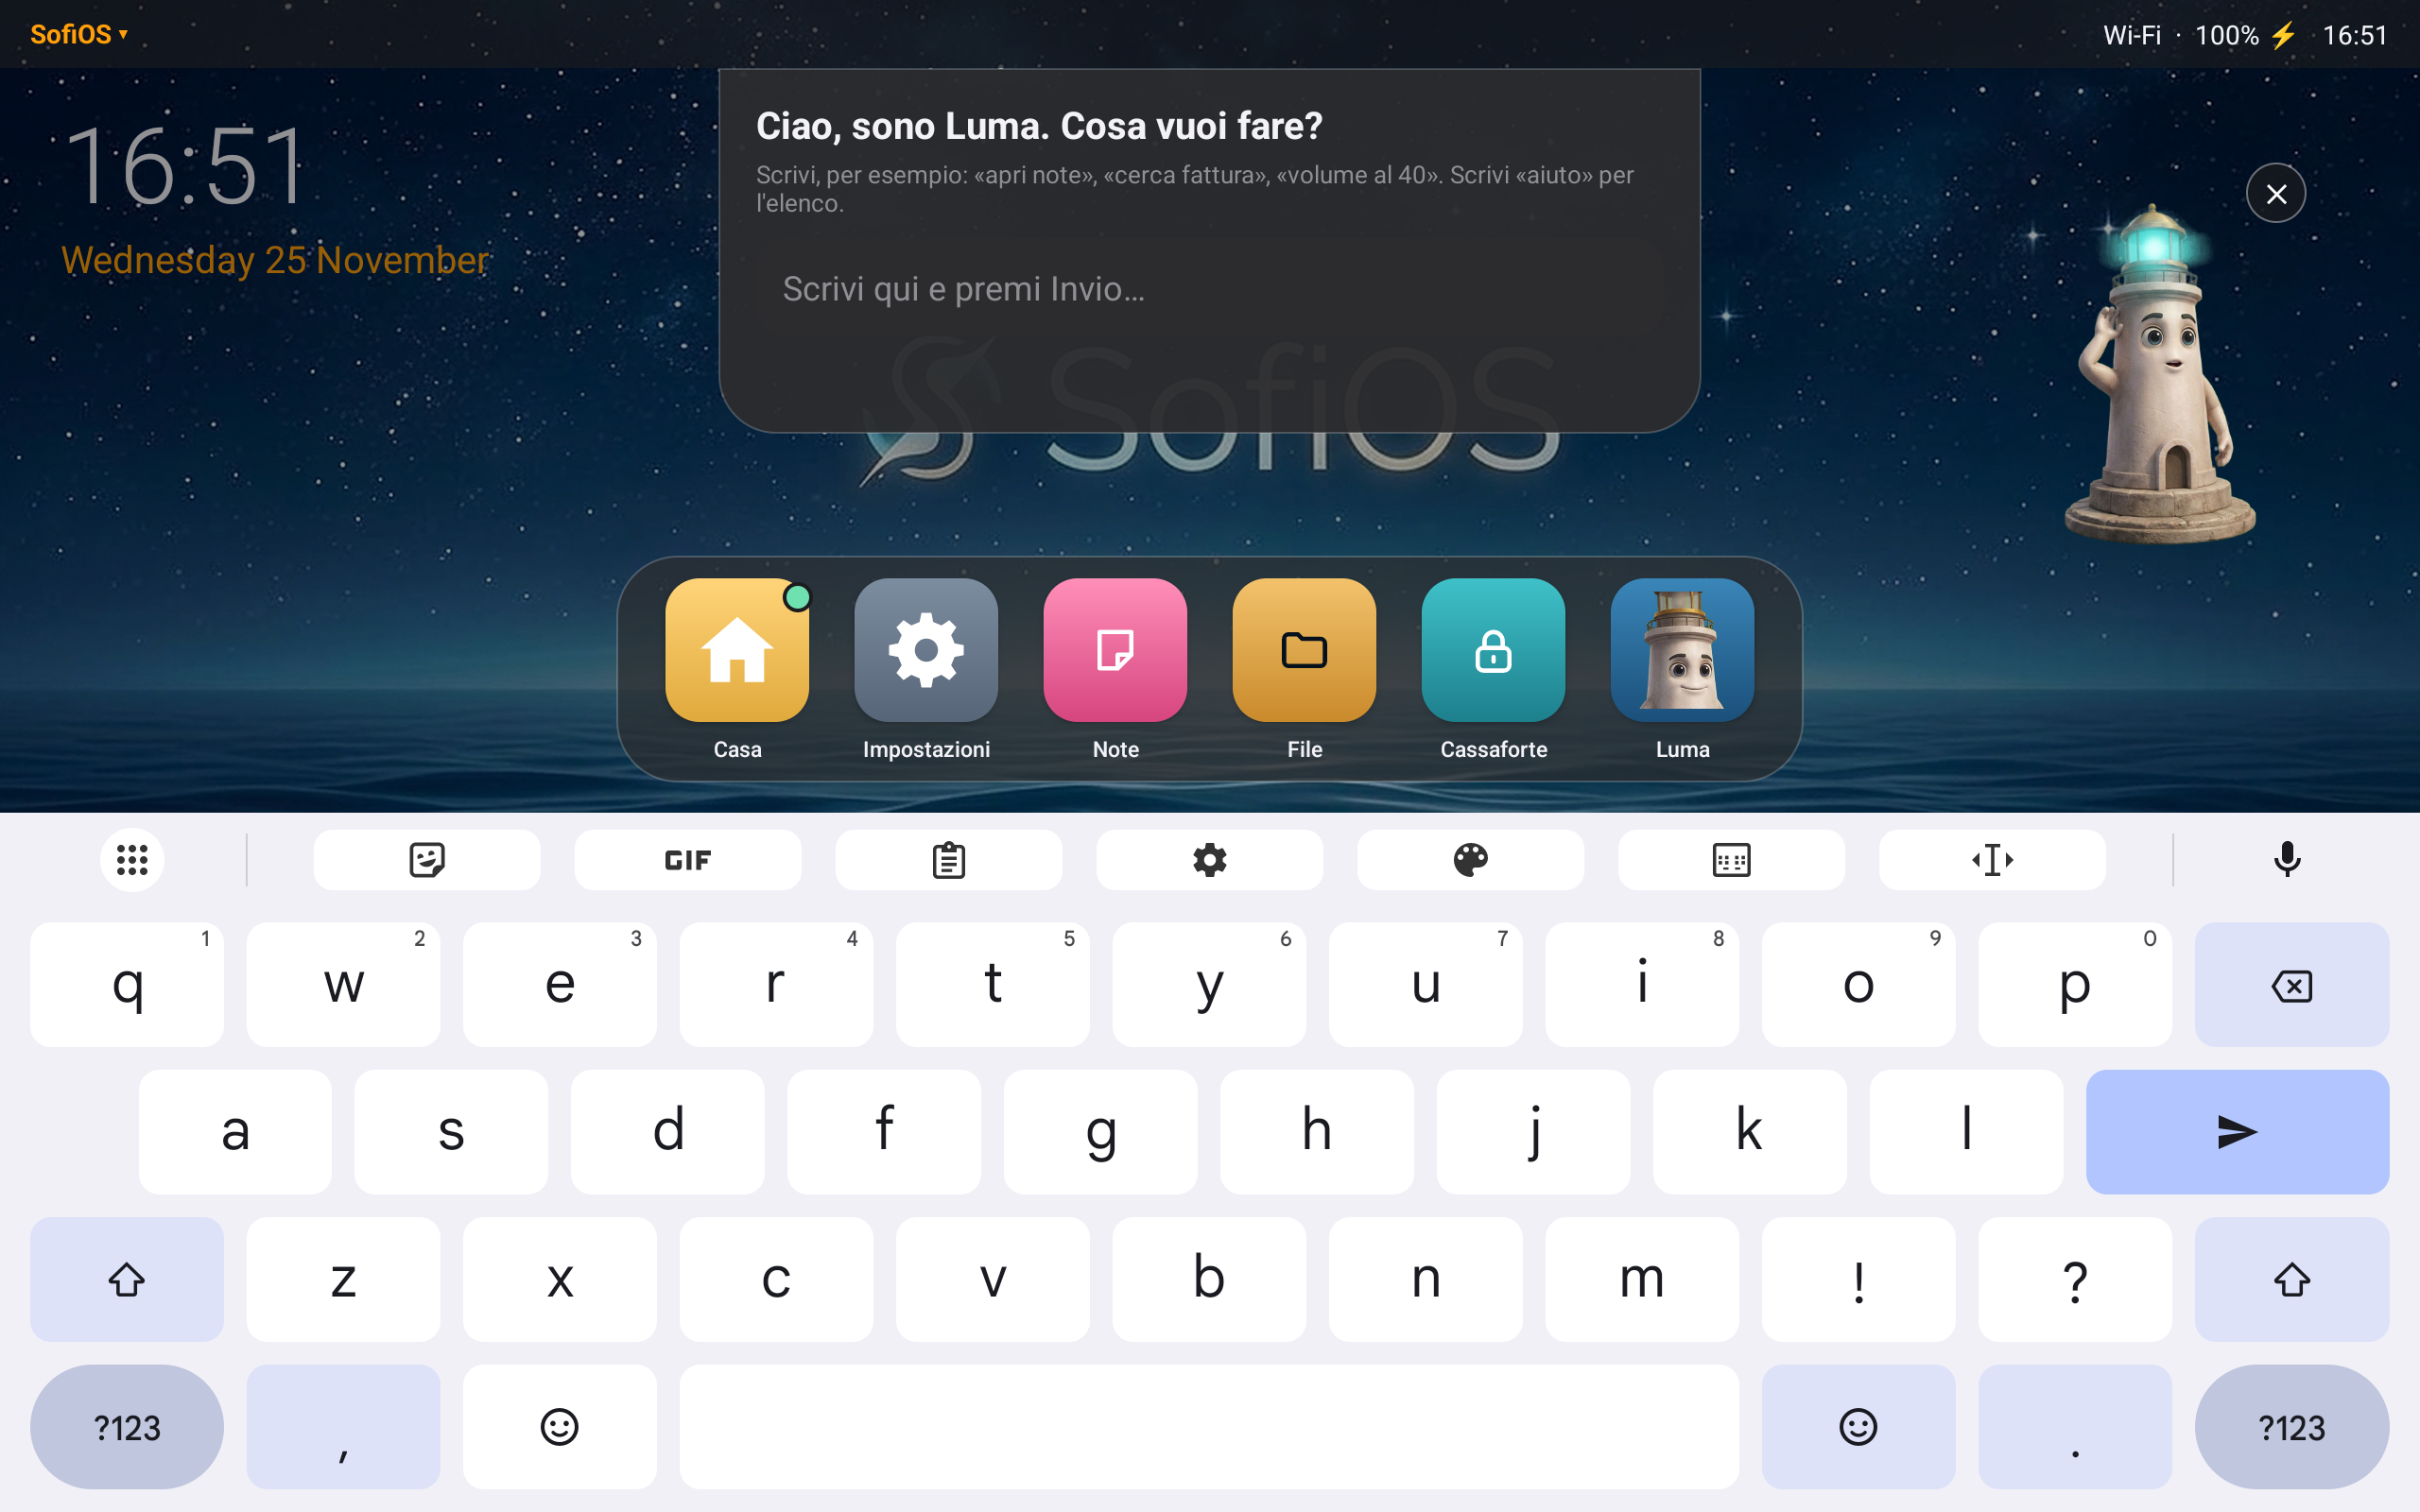 SofiOS ▾
Wi-Fi · 100% ⚡ 16:51
16:51
Wednesday 25 November
Ciao, sono Luma. Cosa vuoi fare?
Scrivi, per esempio: «apri note», «cerca fattura», «volume al 40». Scrivi «aiuto» per
l'elenco.
Scrivi qui e premi Invio…
SofiOS
Casa
Impostazioni
Note
File
Cassaforte
Luma
GIF
q 1 w 2 e 3 r 4 t 5 y 6 u 7 i 8 o 9 p 0
a s d f g h j k l
z x c v b n m ! ?
?123 , . ?123